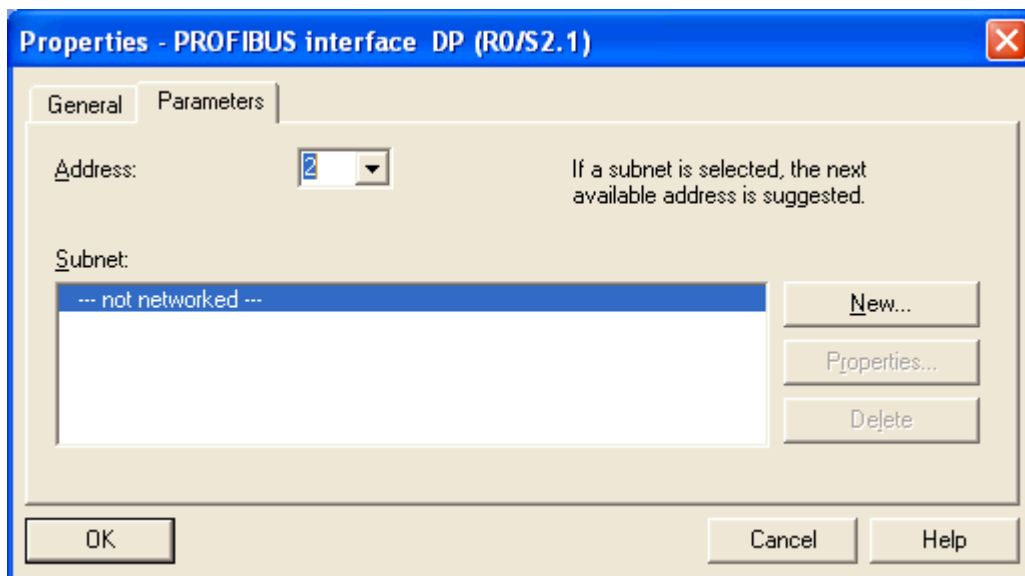 Properties - PROFIBUS interface DP (R0/S2.1)
General
Parameters
Address:
2
If a subnet is selected, the next
available address is suggested.
Subnet:
--- not networked ---
New...
Properties...
Delete
OK
Cancel
Help